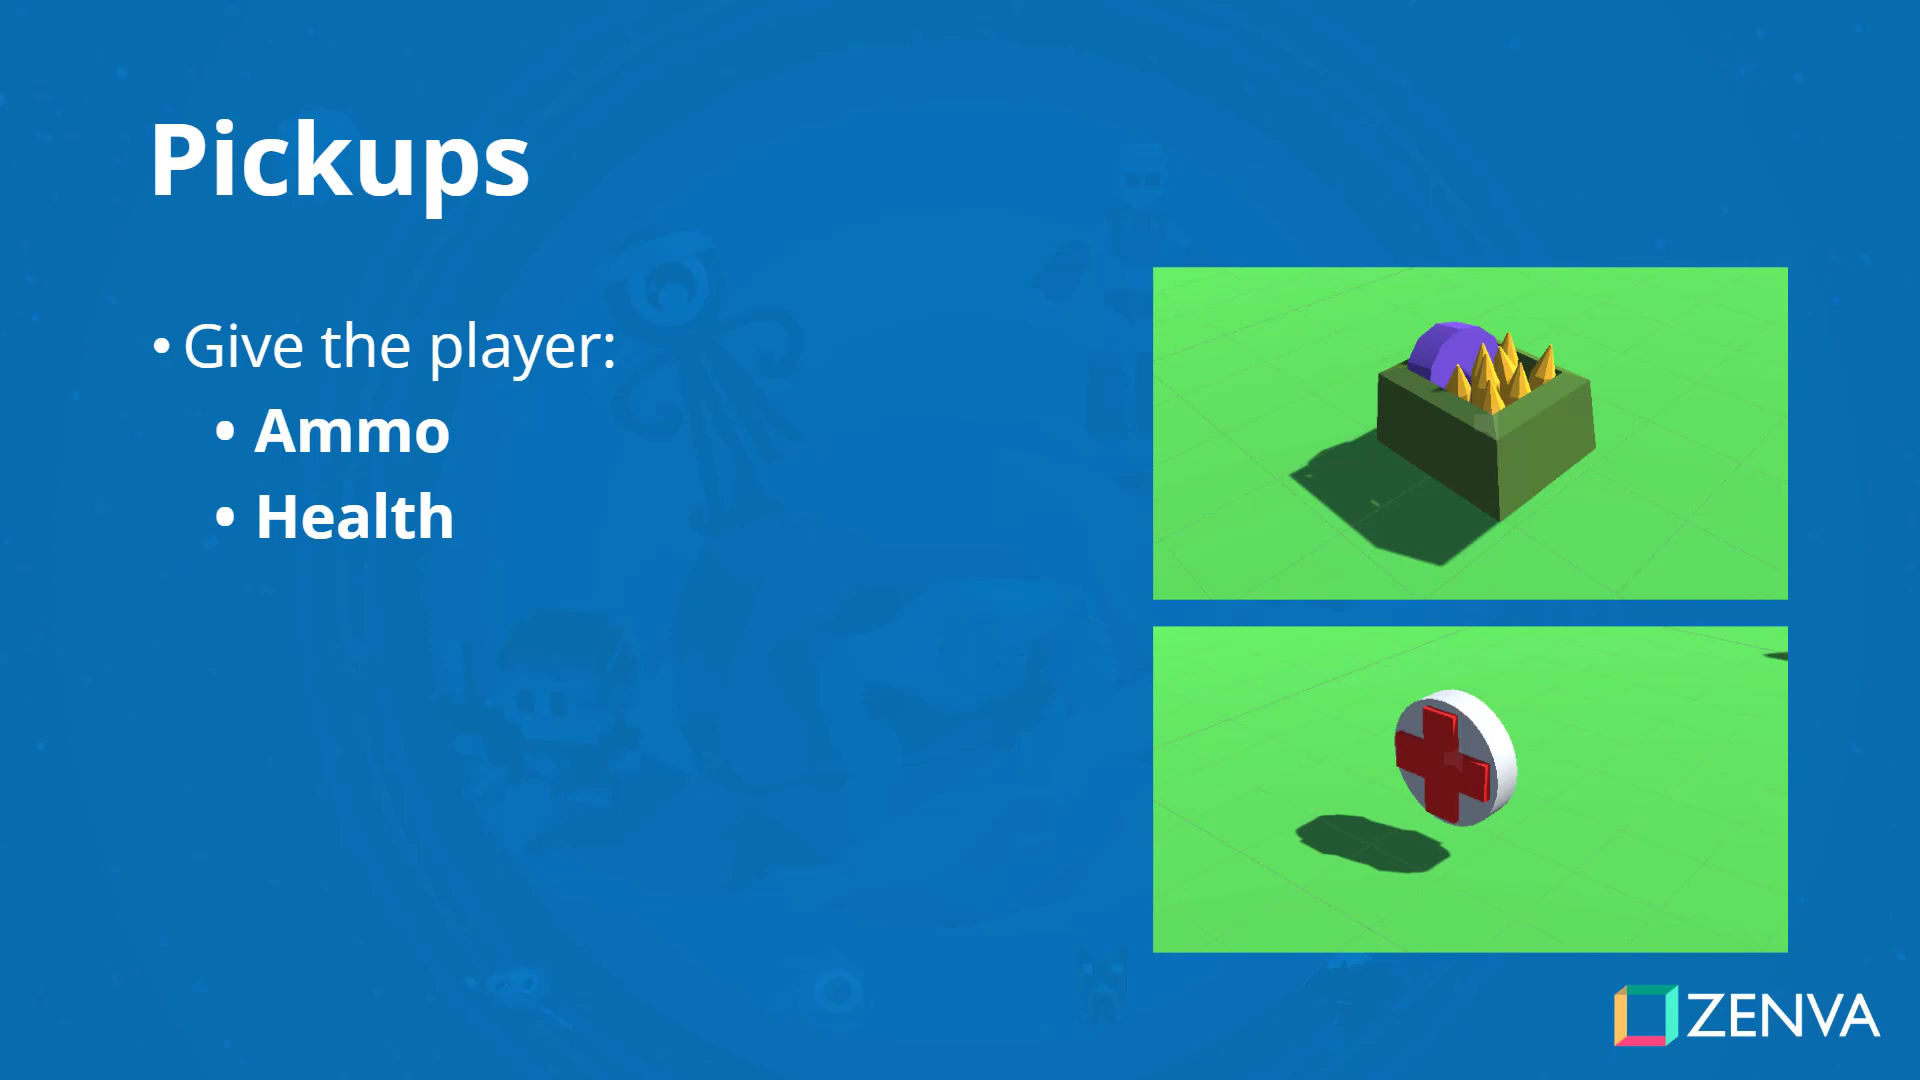 Pickups
• Give the player:
• Ammo
• Health
ZENVA